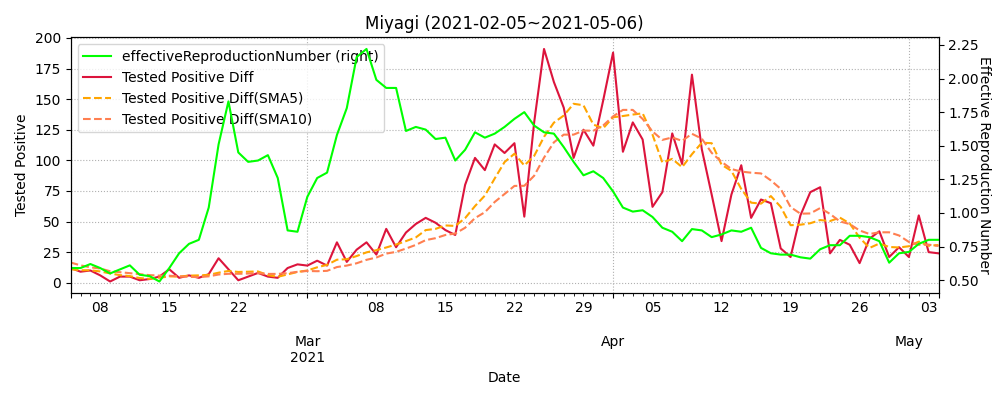 Miyagi (2021-02-05~2021-05-06)
effectiveReproductionNumber (right)
Tested Positive Diff
Tested Positive Diff(SMA5)
Tested Positive Diff(SMA10)
Tested Positive
200
175
150
125
100
75
50
25
0
2.25
2.00
1.75
1.50
1.25
1.00
0.75
0.50
Effective Reproduction Number
08 15 22 08 15 22 29 05 12 19 26 03
Mar Apr May
2021
Date